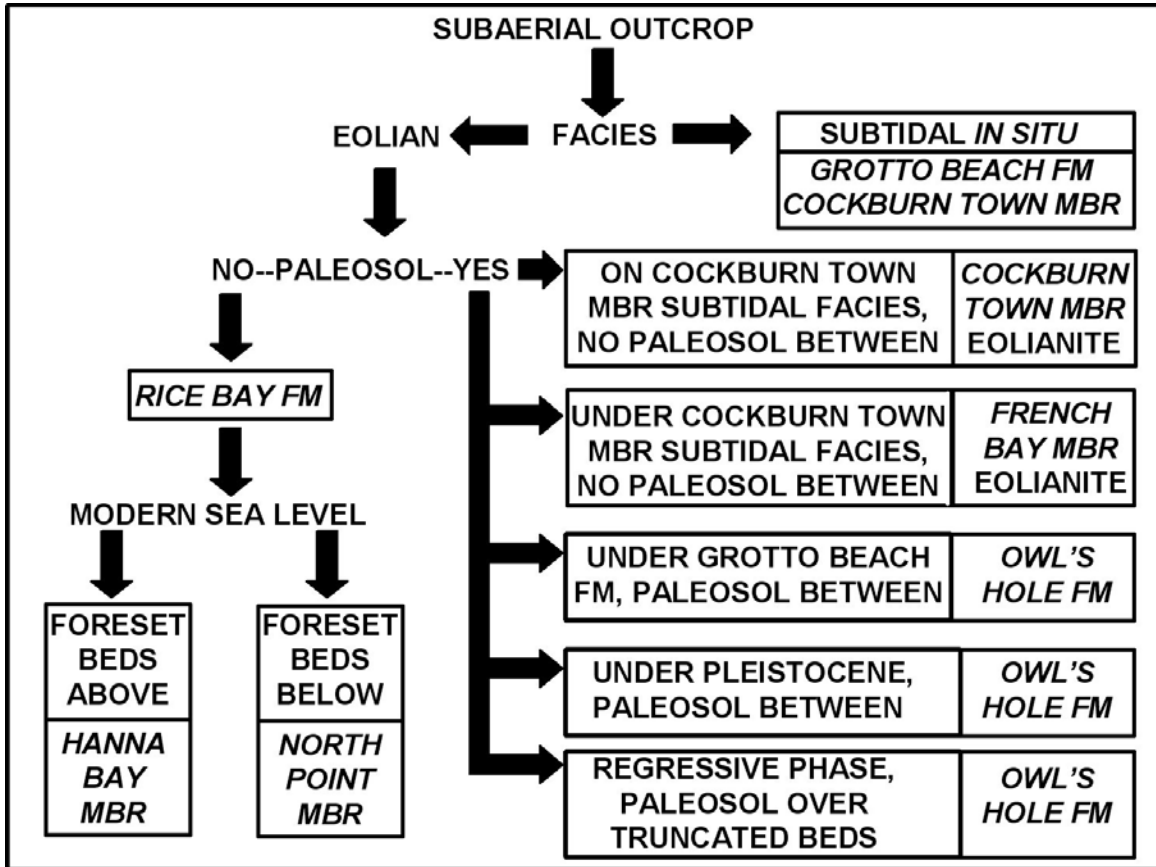 SUBAERIAL OUTCROP
EOLIAN
FACIES
SUBTIDAL IN SITU
GROTTO BEACH FM
COCKBURN TOWN MBR
NO--PALEOSOL--YES
ON COCKBURN TOWN
MBR SUBTIDAL FACIES,
NO PALEOSOL BETWEEN
COCKBURN
TOWN MBR
EOLIANITE
RICE BAY FM
UNDER COCKBURN TOWN
MBR SUBTIDAL FACIES,
NO PALEOSOL BETWEEN
FRENCH
BAY MBR
EOLIANITE
MODERN SEA LEVEL
UNDER GROTTO BEACH
FM, PALEOSOL BETWEEN
OWL'S
HOLE FM
FORESET
BEDS
ABOVE
HANNA
BAY
MBR
FORESET
BEDS
BELOW
NORTH
POINT
MBR
UNDER PLEISTOCENE,
PALEOSOL BETWEEN
OWL'S
HOLE FM
REGRESSIVE PHASE,
PALEOSOL OVER
TRUNCATED BEDS
OWL'S
HOLE FM